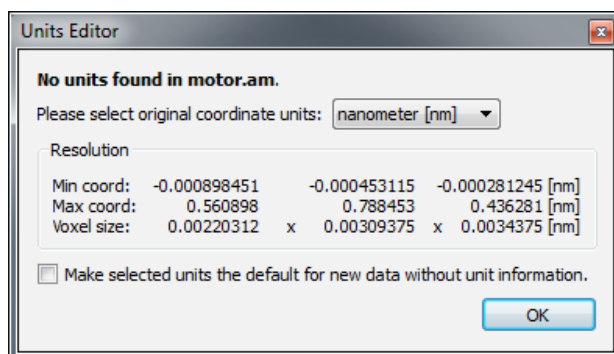 Units Editor
No units found in motor.am.
Please select original coordinate units: nanometer [nm]
Resolution
Min coord: -0.000898451 -0.000453115 -0.000281245 [nm]
Max coord: 0.560898 0.788453 0.436281 [nm]
Voxel size: 0.00220312 x 0.00309375 x 0.0034375 [nm]
Make selected units the default for new data without unit information.
OK